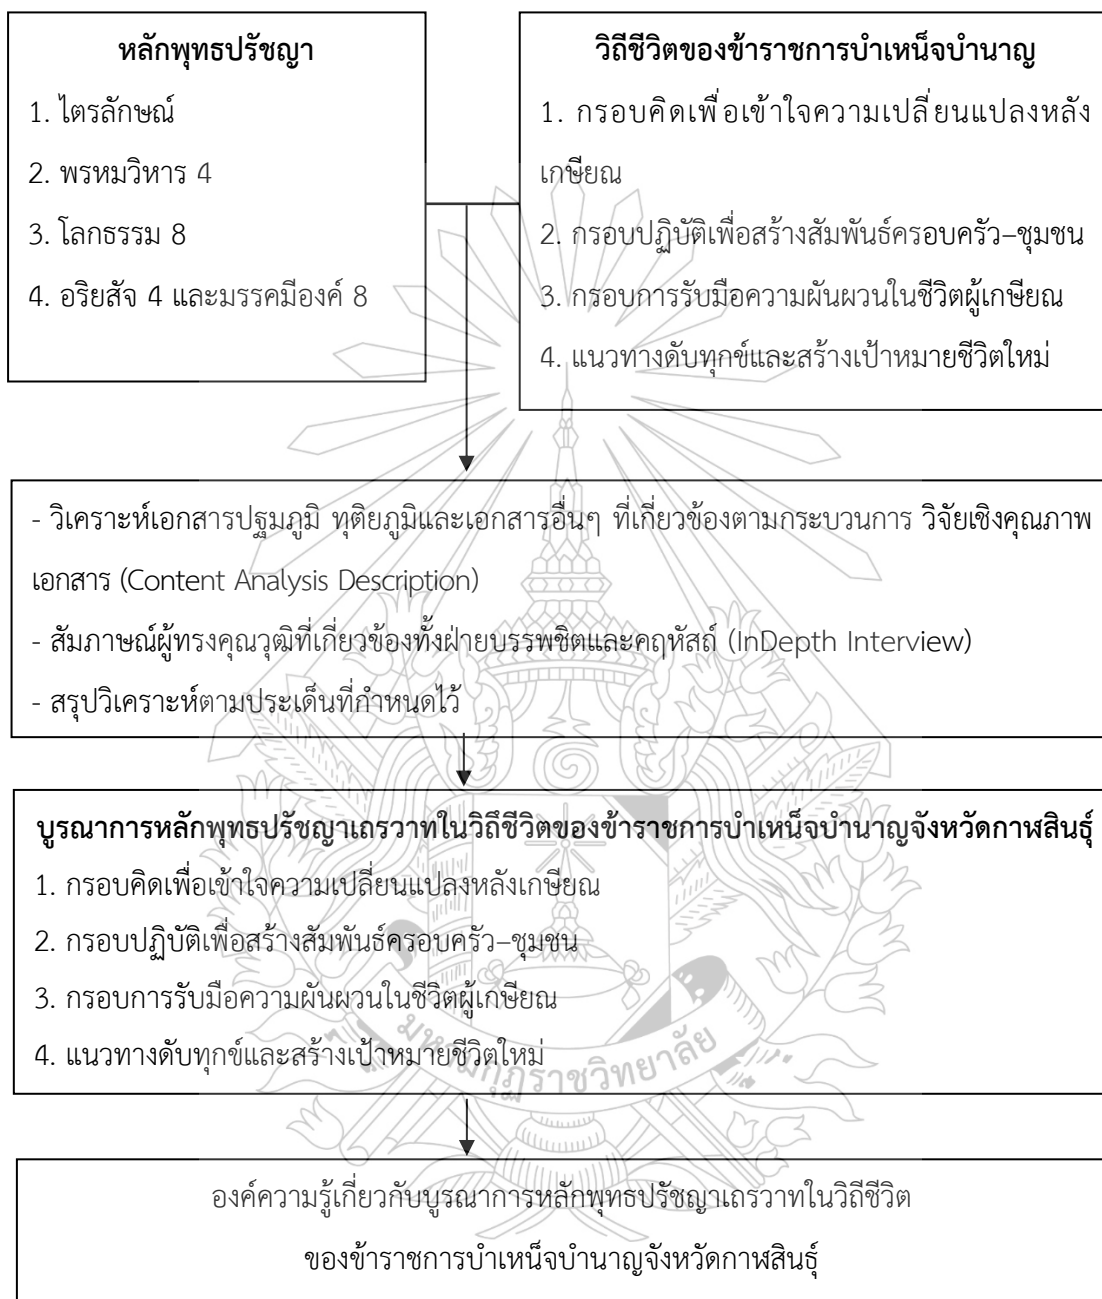 หลักพุทธปรัชญา
1. ไตรลักษณ์
2. พรหมวิหาร 4
3. โลกธรรม 8
4. อริยสัจ 4 และมรรคมีองค์ 8
วิถีชีวิตของข้าราชการบำเหน็จบำนาญ
1. กรอบคิดเพื่อเข้าใจความเปลี่ยนแปลงหลัง
เกษียณ
2. กรอบปฏิบัติเพื่อสร้างสัมพันธ์ครอบครัว–ชุมชน
3. กรอบการรับมือความผันผวนในชีวิตผู้เกษียณ
4. แนวทางดับทุกข์และสร้างเป้าหมายชีวิตใหม่
- วิเคราะห์เอกสารปฐมภูมิ ทุติยภูมิและเอกสารอื่นๆ ที่เกี่ยวข้องตามกระบวนการ วิจัยเชิงคุณภาพ
เอกสาร (Content Analysis Description)
- สัมภาษณ์ผู้ทรงคุณวุฒิที่เกี่ยวข้องทั้งฝ่ายบรรพชิตและคฤหัสถ์ (InDepth Interview)
- สรุปวิเคราะห์ตามประเด็นที่กำหนดไว้
บูรณาการหลักพุทธปรัชญาเถรวาทในวิถีชีวิตของข้าราชการบำเหน็จบำนาญจังหวัดกาฬสินธุ์
1. กรอบคิดเพื่อเข้าใจความเปลี่ยนแปลงหลังเกษียณ
2. กรอบปฏิบัติเพื่อสร้างสัมพันธ์ครอบครัว–ชุมชน
3. กรอบการรับมือความผันผวนในชีวิตผู้เกษียณ
4. แนวทางดับทุกข์และสร้างเป้าหมายชีวิตใหม่
มหามกุฏราชวิทยาลัย
องค์ความรู้เกี่ยวกับบูรณาการหลักพุทธปรัชญาเถรวาทในวิถีชีวิต
ของข้าราชการบำเหน็จบำนาญจังหวัดกาฬสินธุ์